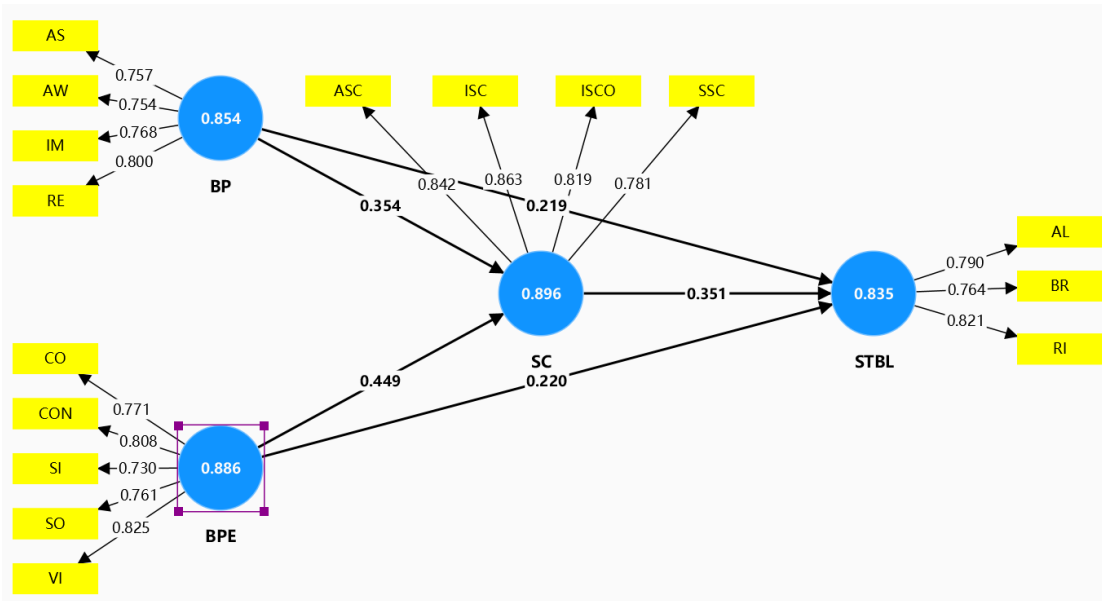 AS
0.757
AW
0.754
IM
0.768
RE
0.800
0.854
BP
ASC
ISC
ISCO
SSC
0.842
0.863
0.819
0.781
0.354
0.219
0.896
SC
0.351
0.835
STBL
AL
0.790
BR
0.764
RI
0.821
0.449
0.220
CO
0.771
CON
0.808
SI
0.730
SO
0.761
VI
0.825
0.886
BPE